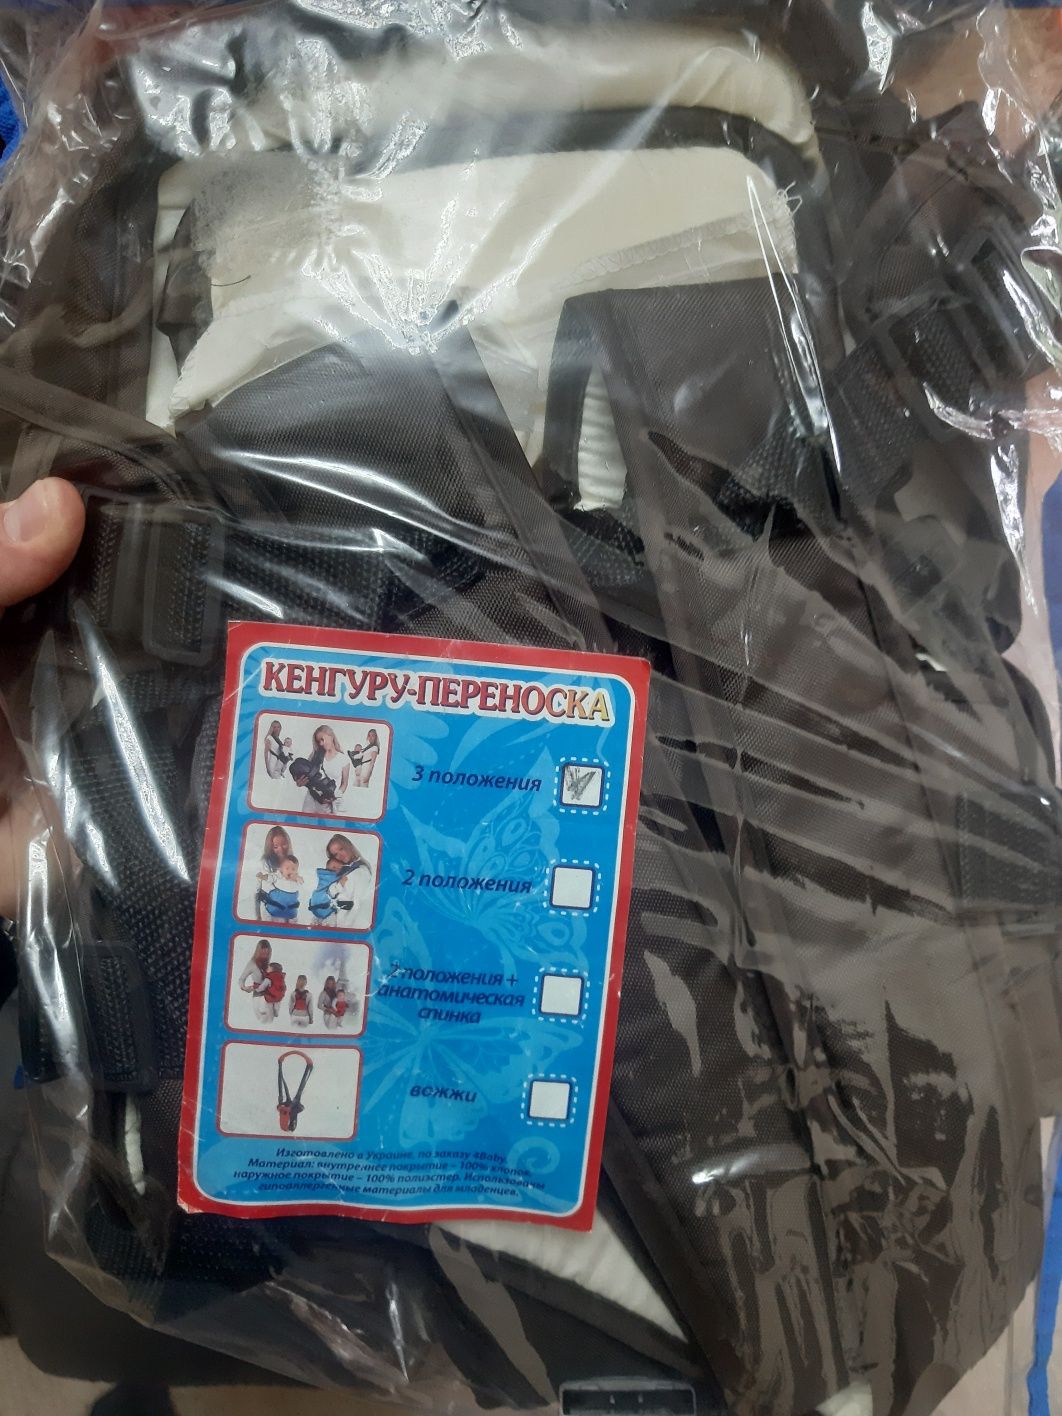 КЕНГУРУ-ПЕРЕНОСКА
3 положения
2 положения
2 положения +
анатомическая
спинка
вожжи
Изготовлено в Украине, по заказу 4Baby.
Материал: внутреннее покрытие – 100% хлопок,
наружное покрытие – 100% полиэстер. Использованы
гипоаллергенные материалы для младенцев.